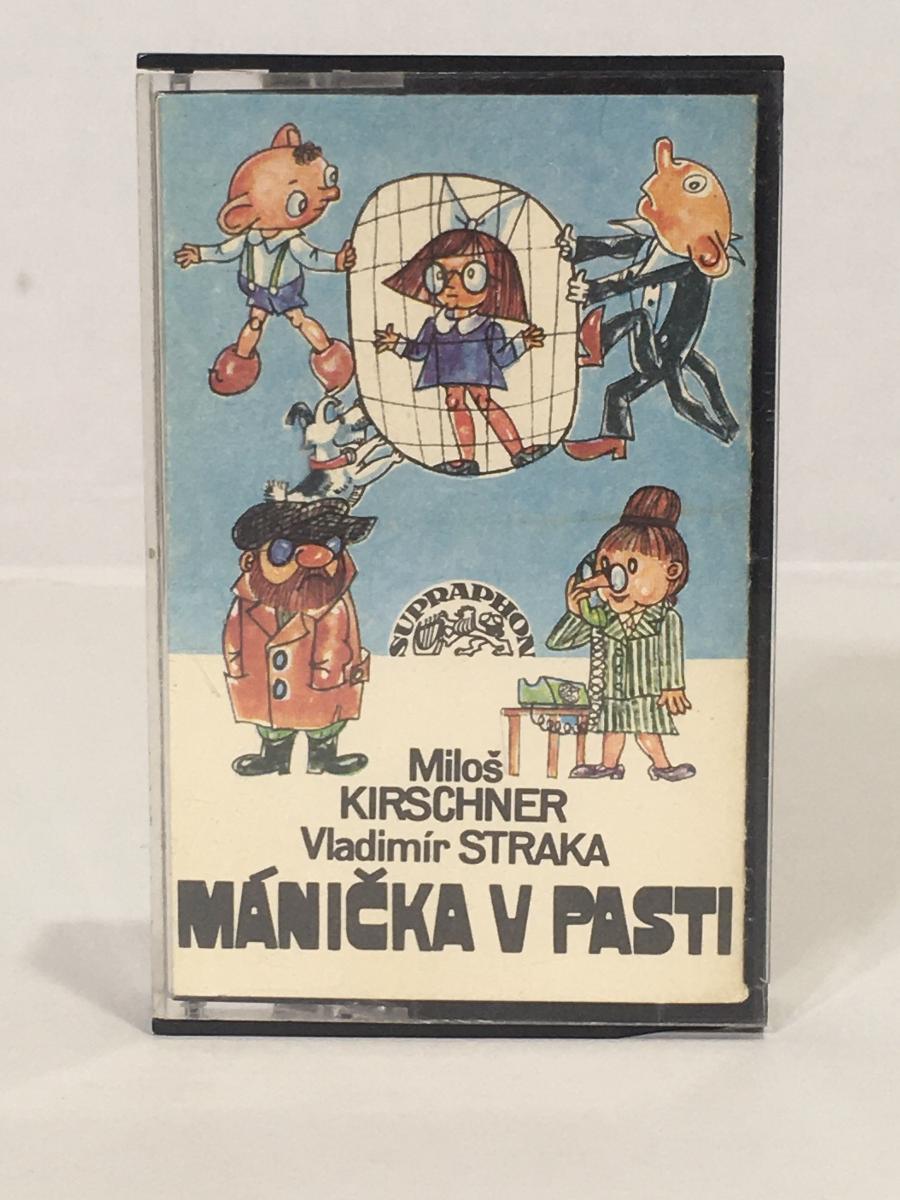 SUPRAPHON
Miloš
KIRSCHNER
Vladimír STRAKA
MÁNIČKA V PASTI